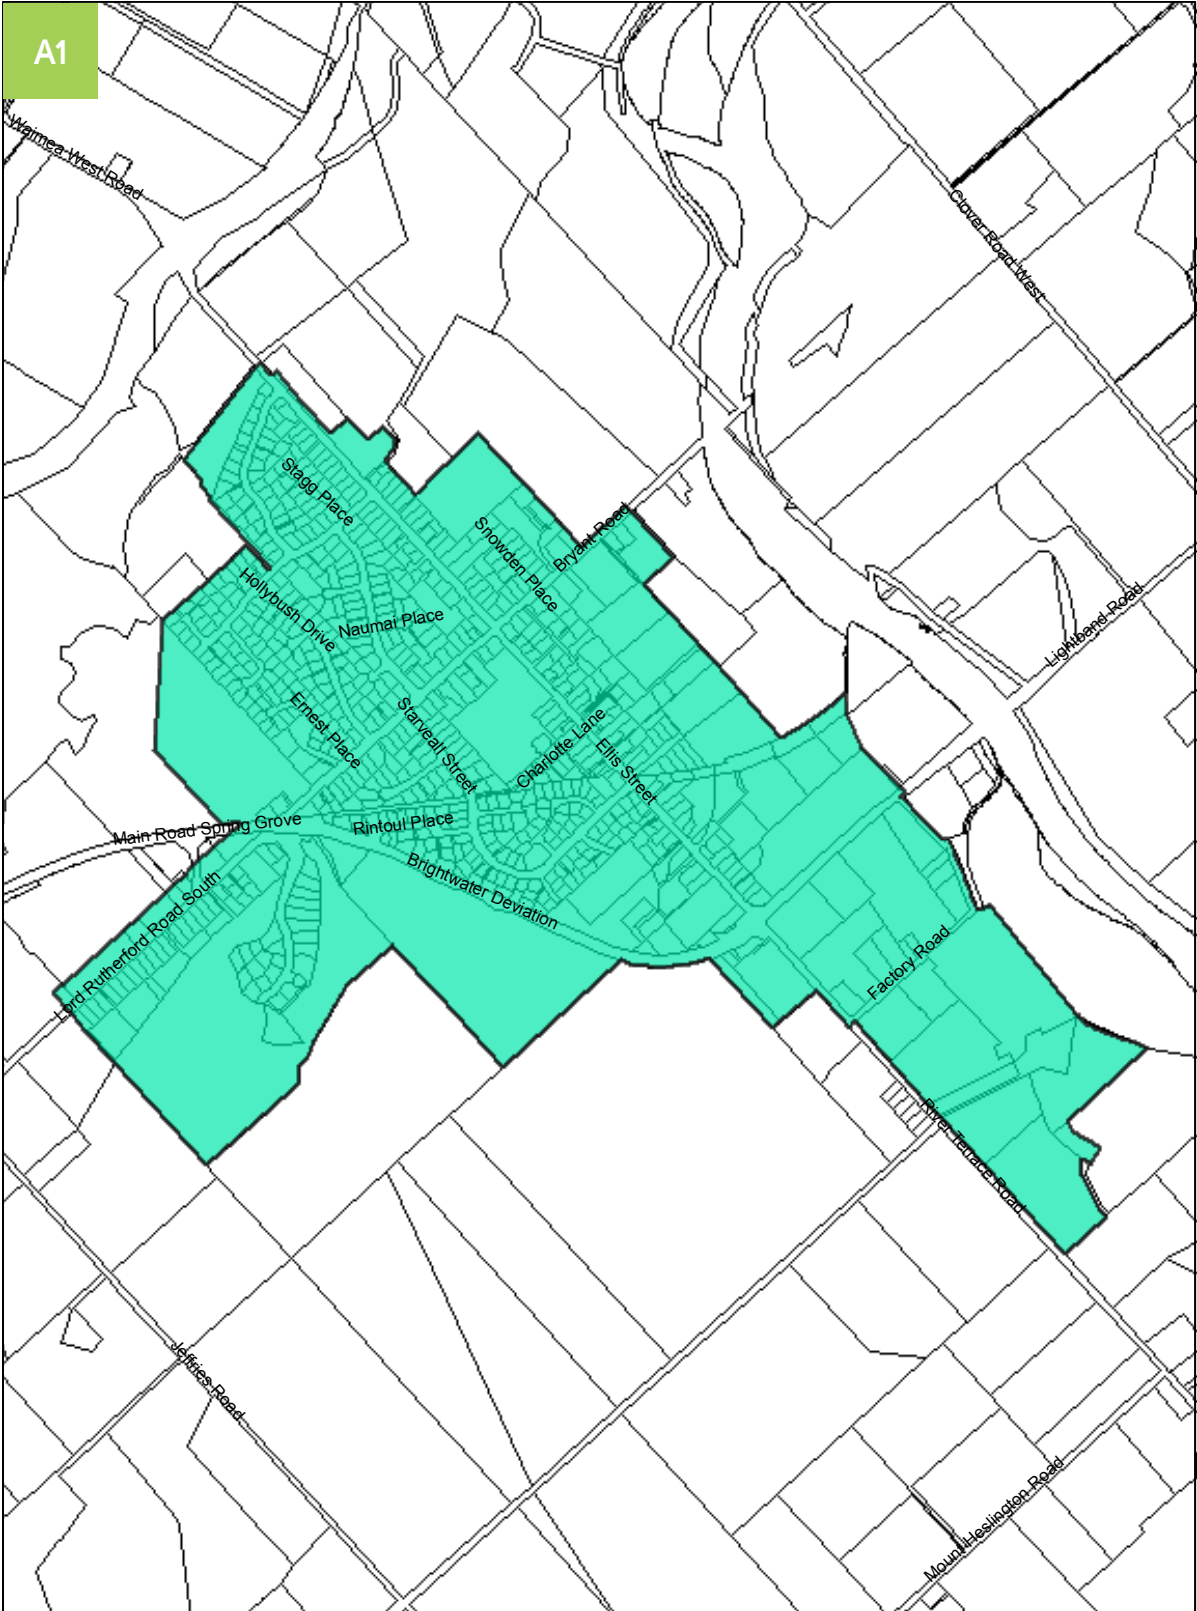 A1
Waimea West Road
Clover Road West
Stagg Place
Snowden Place
Bryant Road
Hollybush Drive
Naumai Place
Lightband Road
Ernest Place
Starveall Street
Charlotte Lane
Ellis Street
Main Road Spring Grove
Rintoul Place
Brightwater Deviation
Lord Rutherford Road South
Factory Road
River Terrace Road
Jeffries Road
Mount Heslington Road